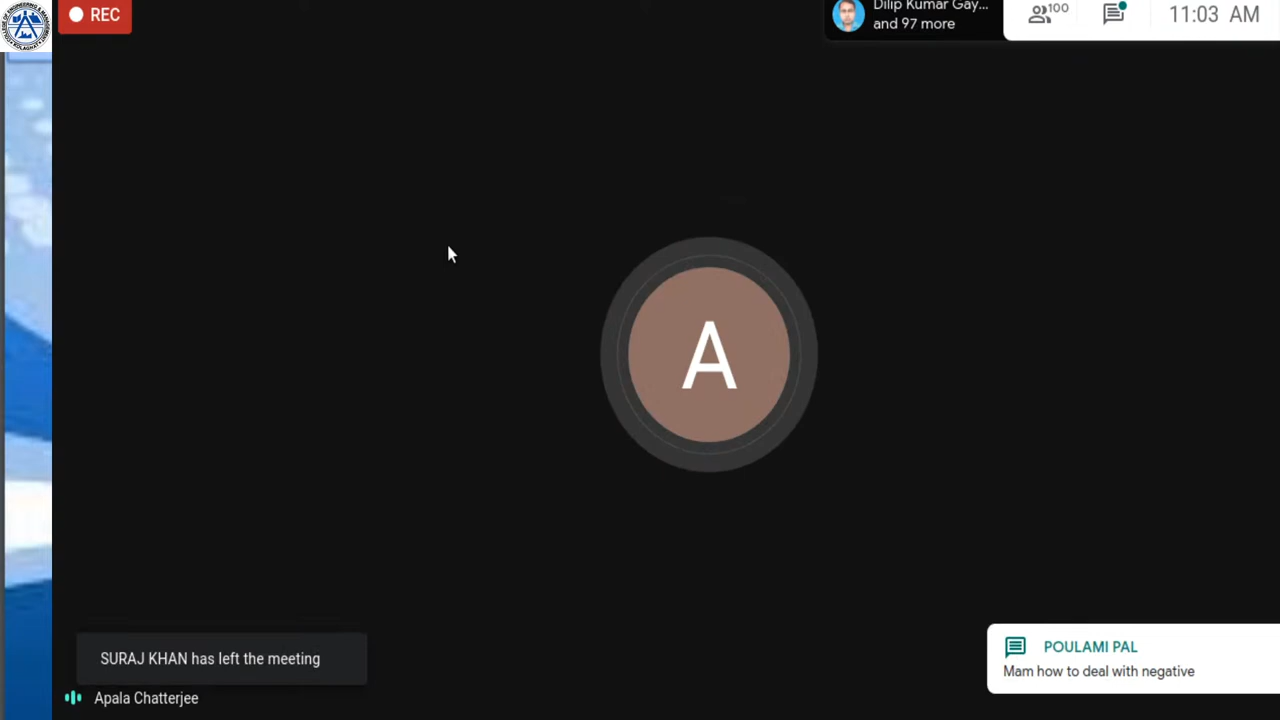 REC
Dilip Kumar Gay...
and 97 more
100
11:03 AM
A
SURAJ KHAN has left the meeting
Apala Chatterjee
POULAMI PAL
Mam how to deal with negative